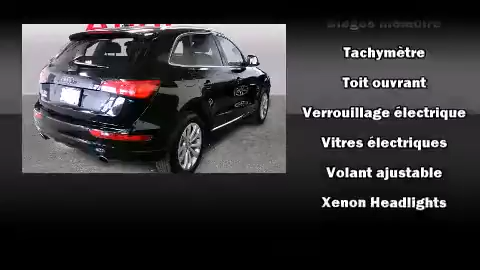 Tachymètre
Toit ouvrant
Verrouillage électrique
Vitres électriques
Volant ajustable
Xenon Headlights